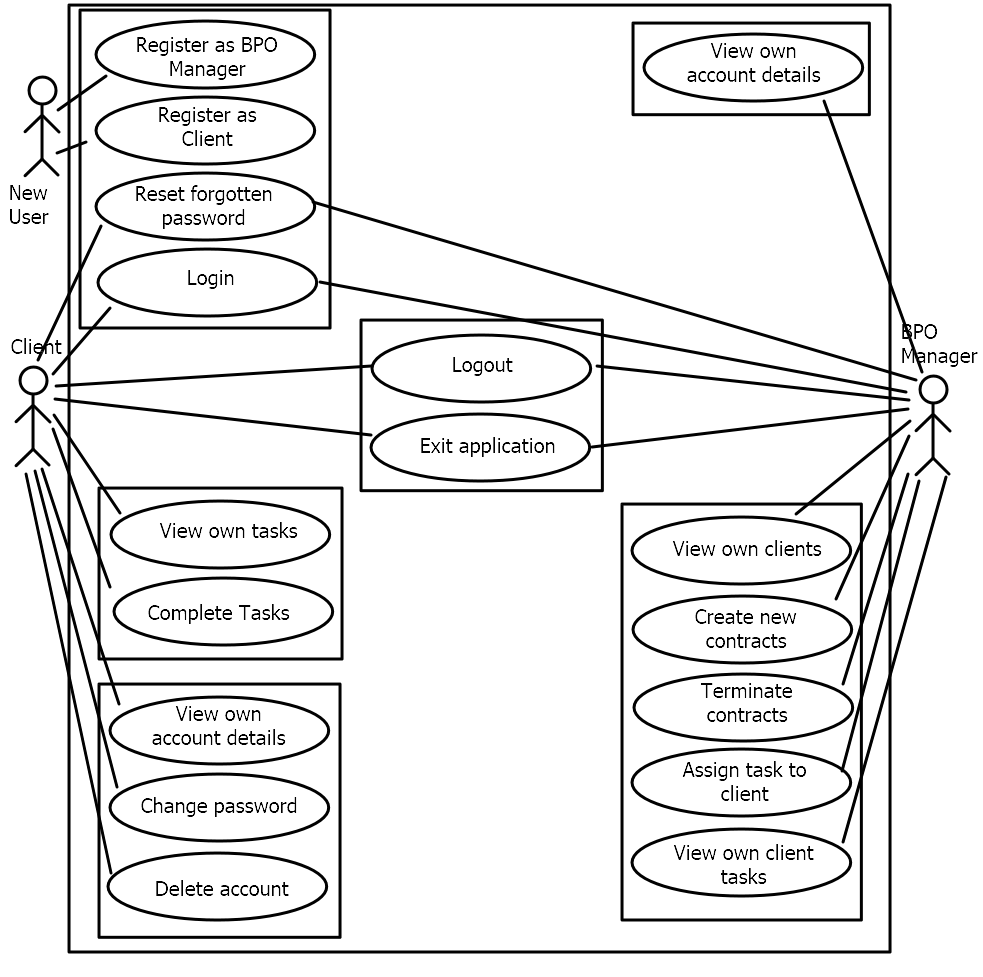 Register as BPO
Manager
Register as
Client
Reset forgotten
password
Login
New
User
Client
View own
account details
BPO
Manager
Logout
Exit application
View own tasks
Complete Tasks
View own
account details
Change password
Delete account
View own clients
Create new
contracts
Terminate
contracts
Assign task to
client
View own client
tasks